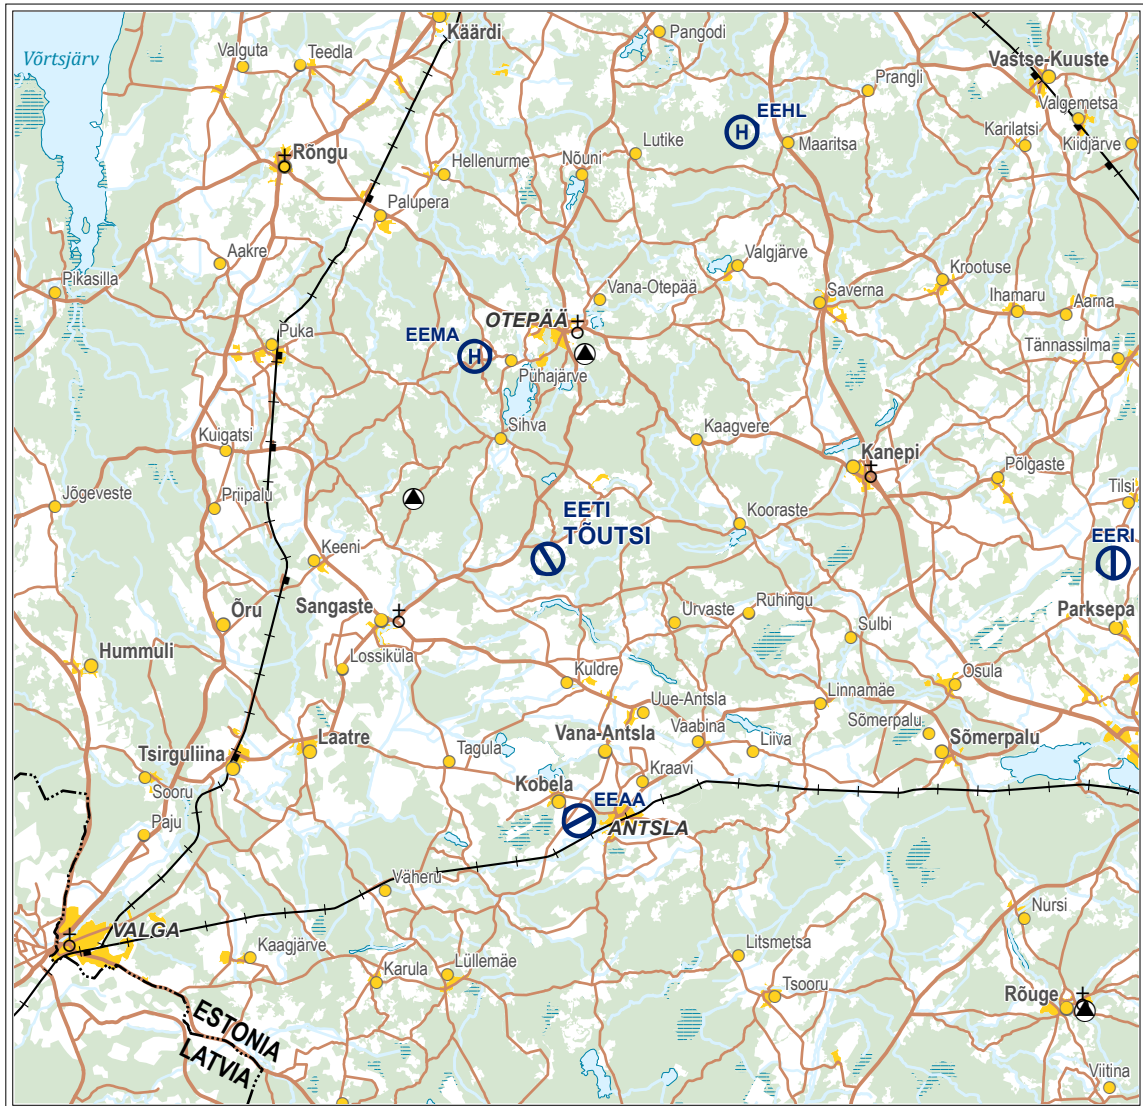 Käärdi
Pangodi
Valguta
Teedla
Võrtsjärv
Vastse-Kuuste
Prangli
Valgemetsa
EEHL
H
Maaritsa
Karilatsi
Kiidjärve
Rõngu
Hellenurme
Nõuni
Lutike
Palupera
Aakre
Pikasilla
Valgjärve
Krootuse
Vana-Otepää
Saverna
Ihamaru
Aarna
OTEPÄÄ
EEMA
H
Puka
Pühajärve
Tännassilma
Kuigatsi
Sihva
Kaagvere
Kanepi
Põlgaste
Jõgeveste
Priipalu
Tilsi
EETI
TÕUTSI
Kooraste
EERI
Keeni
Õru
Sangaste
Urvaste
Ruhingu
Sulbi
Parksepa
Hummuli
Lossiküla
Kuldre
Osula
Uue-Antsla
Linnamäe
Sõmerpalu
Tsirguliina
Laatre
Tagula
Vana-Antsla
Vaabina
Liiva
Sõmerpalu
Sooru
Kobela
Kraavi
EEAA
Paju
ANTSLA
Väheru
VALGA
Kaagjärve
Karula
Lüllemäe
Litsmetsa
Nursi
Tsooru
Rõuge
ESTONIA
LATVIA
Viitina